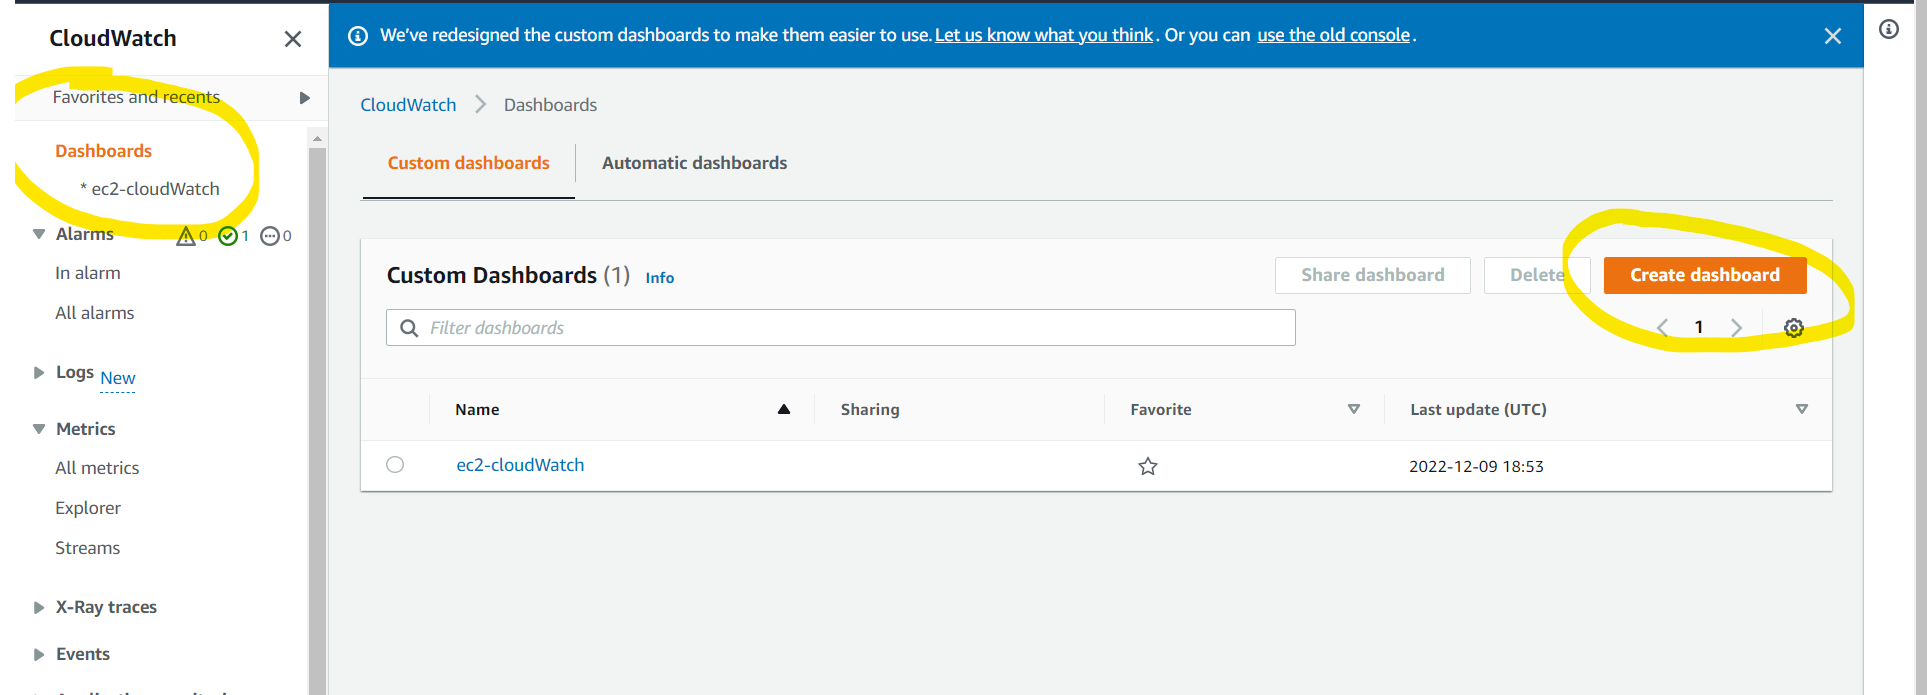 CloudWatch
Favorites and recents
Dashboards
* ec2-cloudWatch
Alarms 0 1 0
In alarm
All alarms
Logs New
Metrics
All metrics
Explorer
Streams
X-Ray traces
Events
We've redesigned the custom dashboards to make them easier to use. Let us know what you think. Or you can use the old console.
CloudWatch Dashboards
Custom dashboards Automatic dashboards
Custom Dashboards (1) Info
Share dashboard Delete Create dashboard
Filter dashboards
1
Name Sharing Favorite Last update (UTC)
ec2-cloudWatch 2022-12-09 18:53